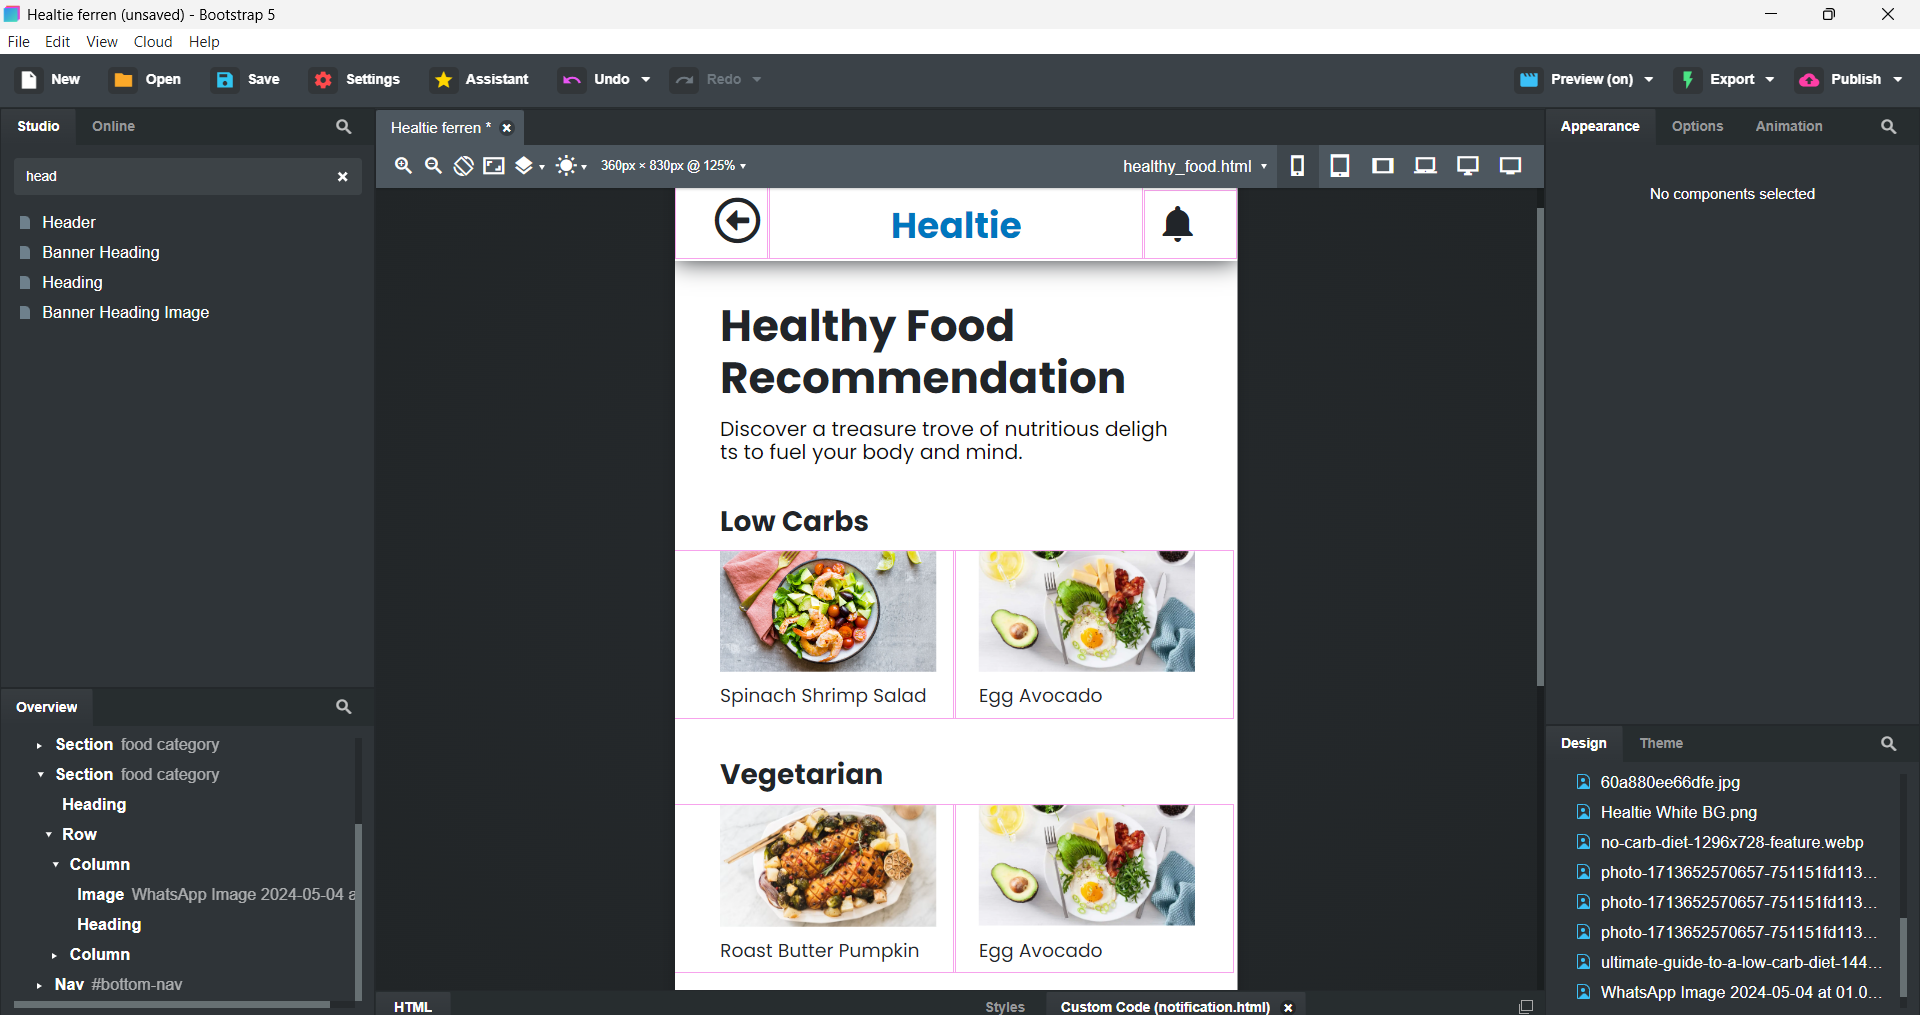 Healtie ferren (unsaved) - Bootstrap 5
File Edit View Cloud Help
New Open Save Settings Assistant Undo Redo Preview (on) Export Publish
Studio Online
head
Header
Banner Heading
Heading
Banner Heading Image
Overview
Section food category
Section food category
Heading
Row
Column
Image WhatsApp Image 2024-05-04 a
Heading
Column
Nav #bottom-nav
Healtie ferren *
360px × 830px @ 125%
healthy_food.html
Healtie
Healthy Food
Recommendation
Discover a treasure trove of nutritious deligh
ts to fuel your body and mind.
Low Carbs
Spinach Shrimp Salad
Egg Avocado
Vegetarian
Roast Butter Pumpkin
Egg Avocado
HTML
Styles
Custom Code (notification.html)
Appearance Options Animation
No components selected
Design Theme
60a880ee66dfe.jpg
Healtie White BG.png
no-carb-diet-1296x728-feature.webp
photo-1713652570657-751151fd113...
photo-1713652570657-751151fd113...
photo-1713652570657-751151fd113...
ultimate-guide-to-a-low-carb-diet-144...
WhatsApp Image 2024-05-04 at 01.0...